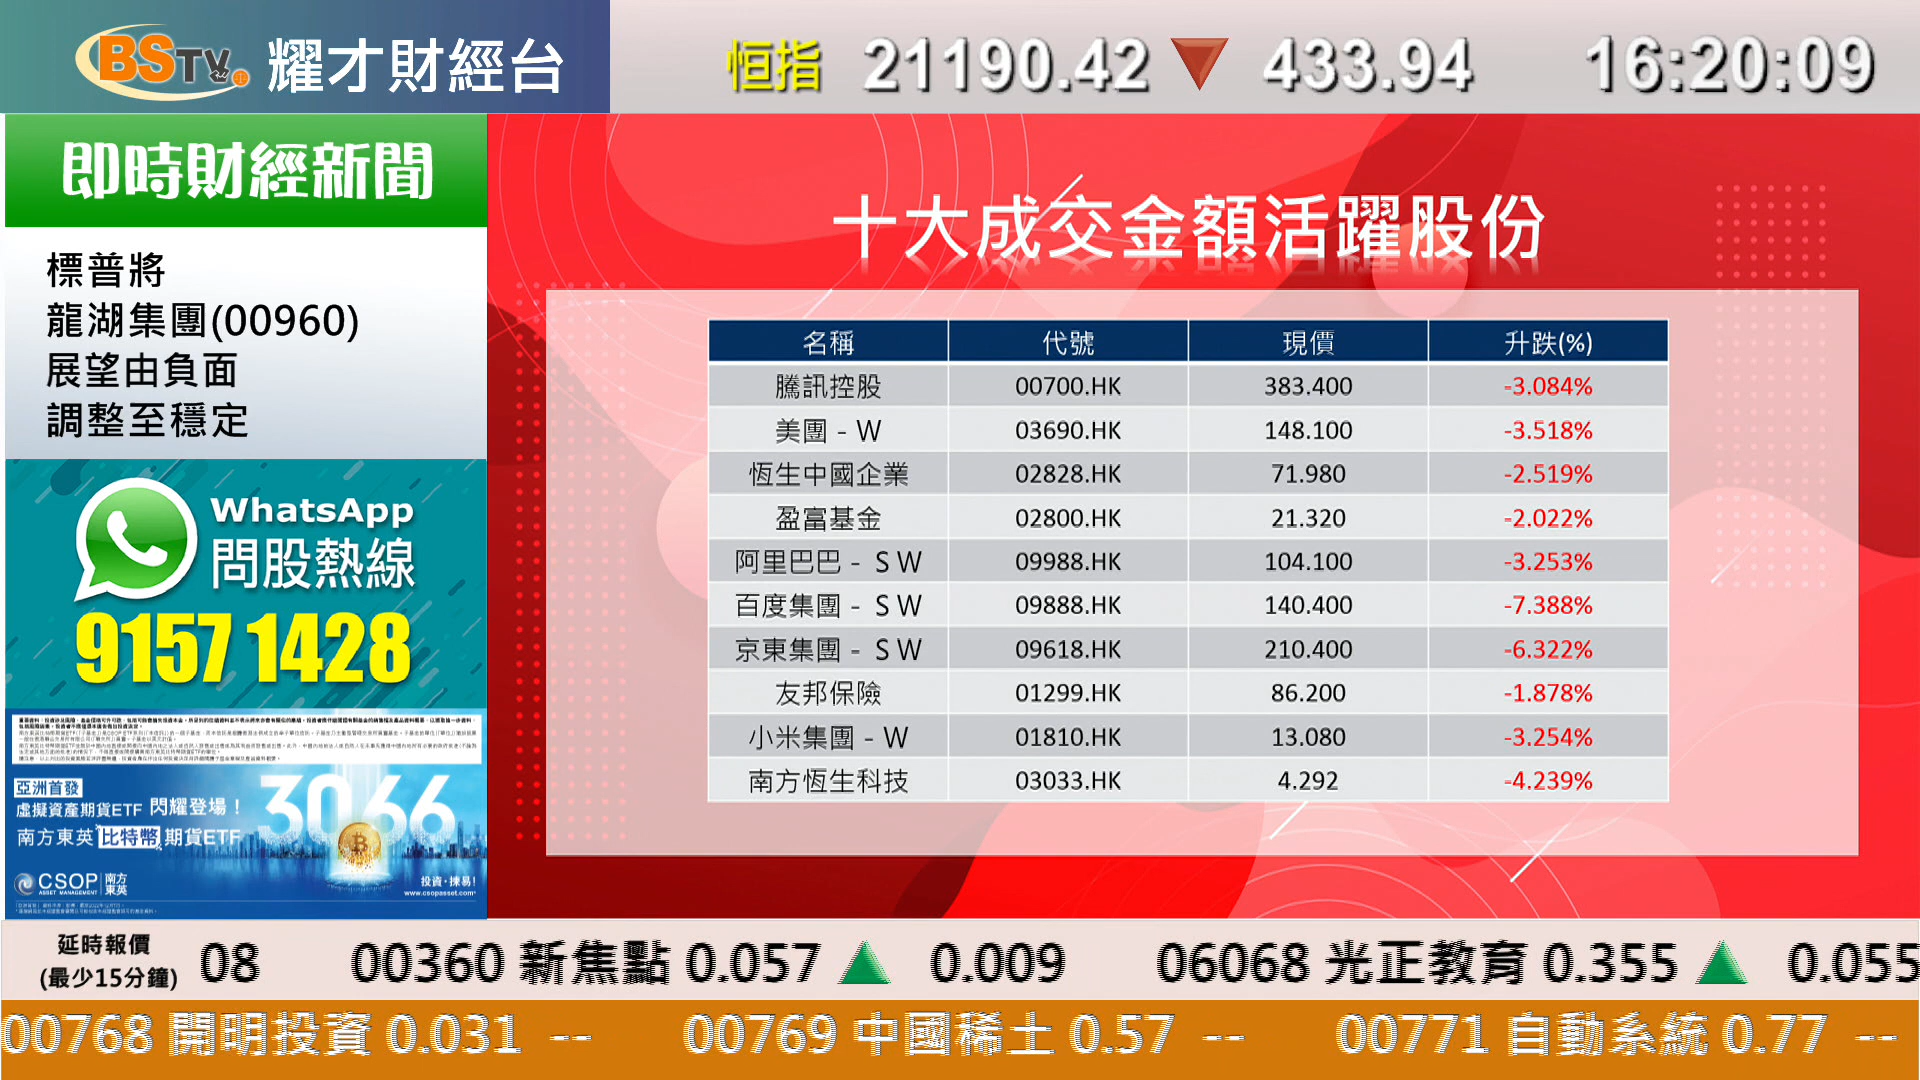 BSTV 耀才財經台
恒指 21190.42 ▼ 433.94 16:20:09
即時財經新聞
標普將
龍湖集團(00960)
展望由負面
調整至穩定
WhatsApp
問股熱線
9157 1428
亞洲首發
虛擬資產期貨ETF 閃耀登場！
南方東英 比特幣 期貨ETF
3066
CSOP 南方東英
ASSET MANAGEMENT
投資·揀易!
www.csopasset.com
十大成交金額活躍股份
名稱 代號 現價 升跌(%)
騰訊控股 00700.HK 383.400 -3.084%
美團 - W 03690.HK 148.100 -3.518%
恆生中國企業 02828.HK 71.980 -2.519%
盈富基金 02800.HK 21.320 -2.022%
阿里巴巴 - S W 09988.HK 104.100 -3.253%
百度集團 - S W 09888.HK 140.400 -7.388%
京東集團 - S W 09618.HK 210.400 -6.322%
友邦保險 01299.HK 86.200 -1.878%
小米集團 - W 01810.HK 13.080 -3.254%
南方恆生科技 03033.HK 4.292 -4.239%
延時報價
(最少15分鐘)
08 00360 新焦點 0.057 ▲ 0.009 06068 光正教育 0.355 ▲ 0.055
00768 開明投資 0.031 -- 00769 中國稀土 0.57 -- 00771 自動系統 0.77 --